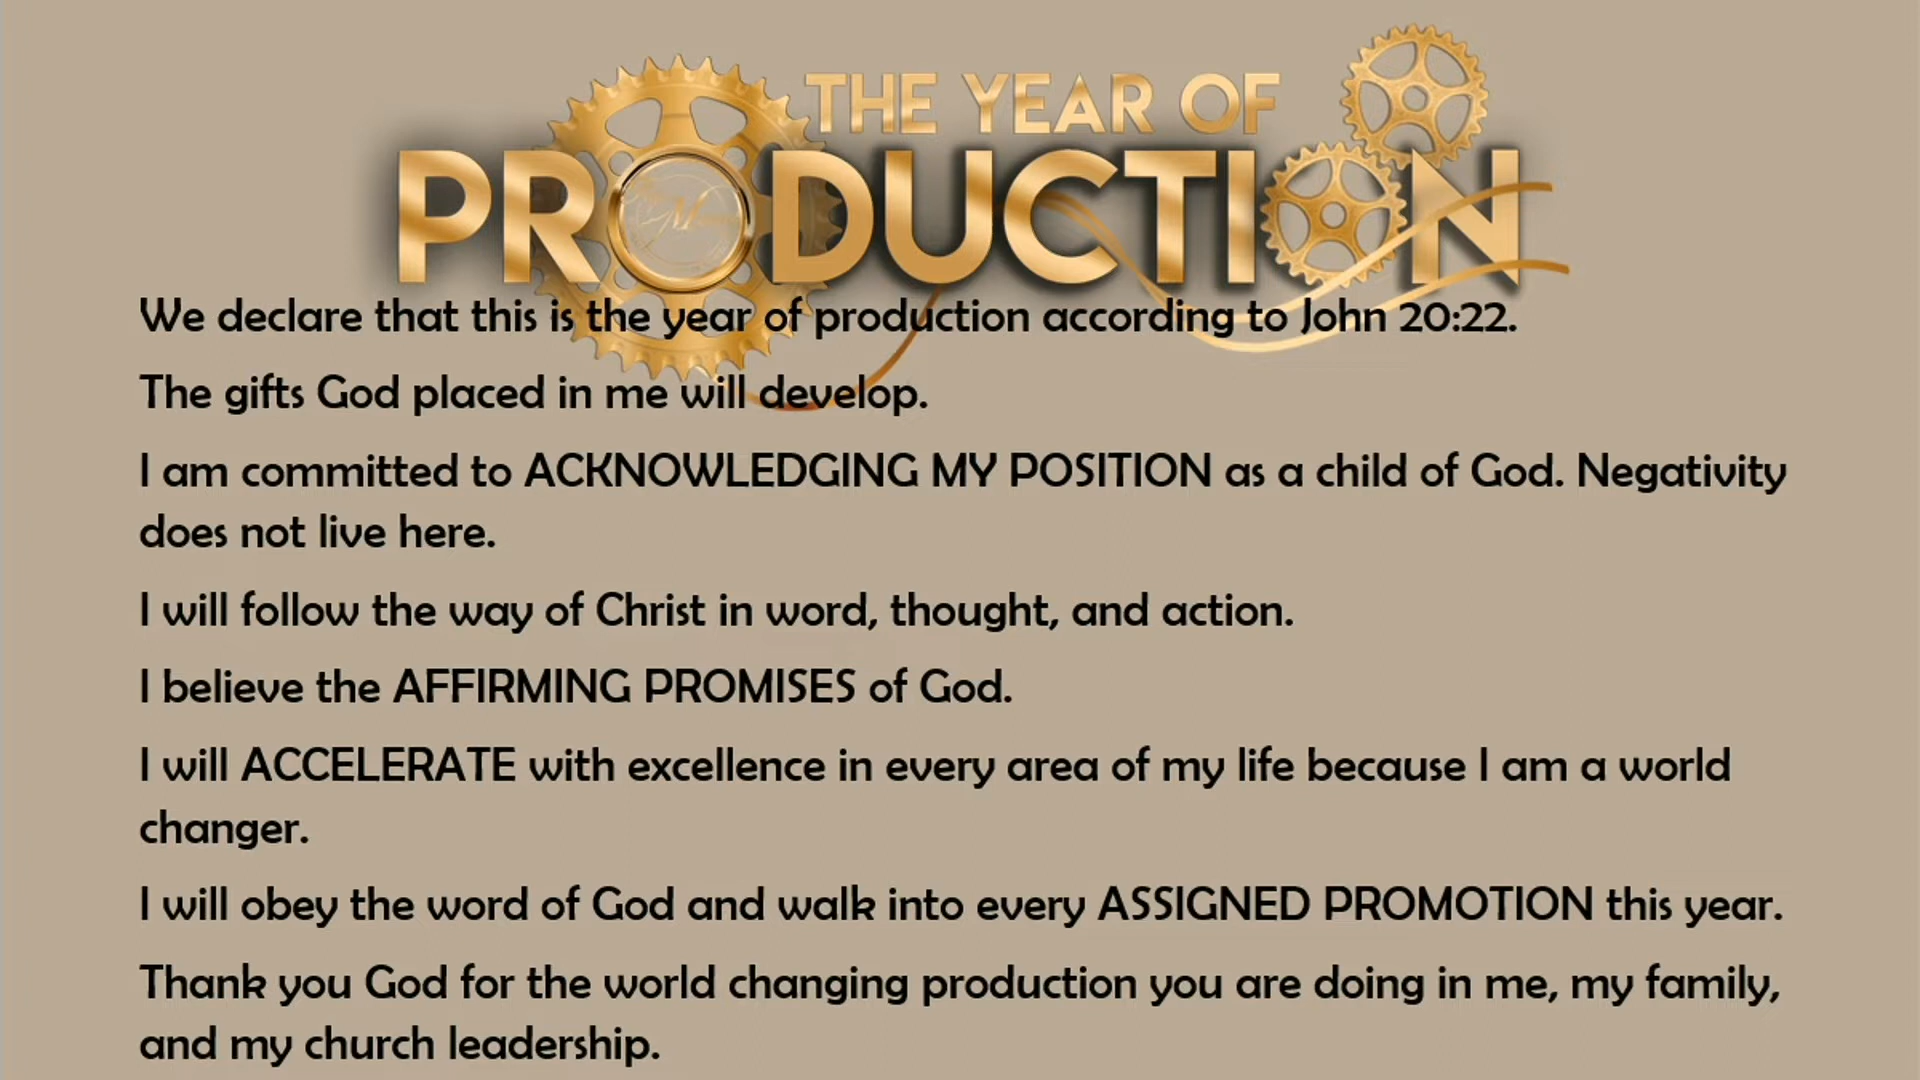 THE YEAR OF
PRODUCTION
We declare that this is the year of production according to John 20:22.
The gifts God placed in me will develop.
I am committed to ACKNOWLEDGING MY POSITION as a child of God. Negativity
does not live here.
I will follow the way of Christ in word, thought, and action.
I believe the AFFIRMING PROMISES of God.
I will ACCELERATE with excellence in every area of my life because I am a world
changer.
I will obey the word of God and walk into every ASSIGNED PROMOTION this year.
Thank you God for the world changing production you are doing in me, my family,
and my church leadership.